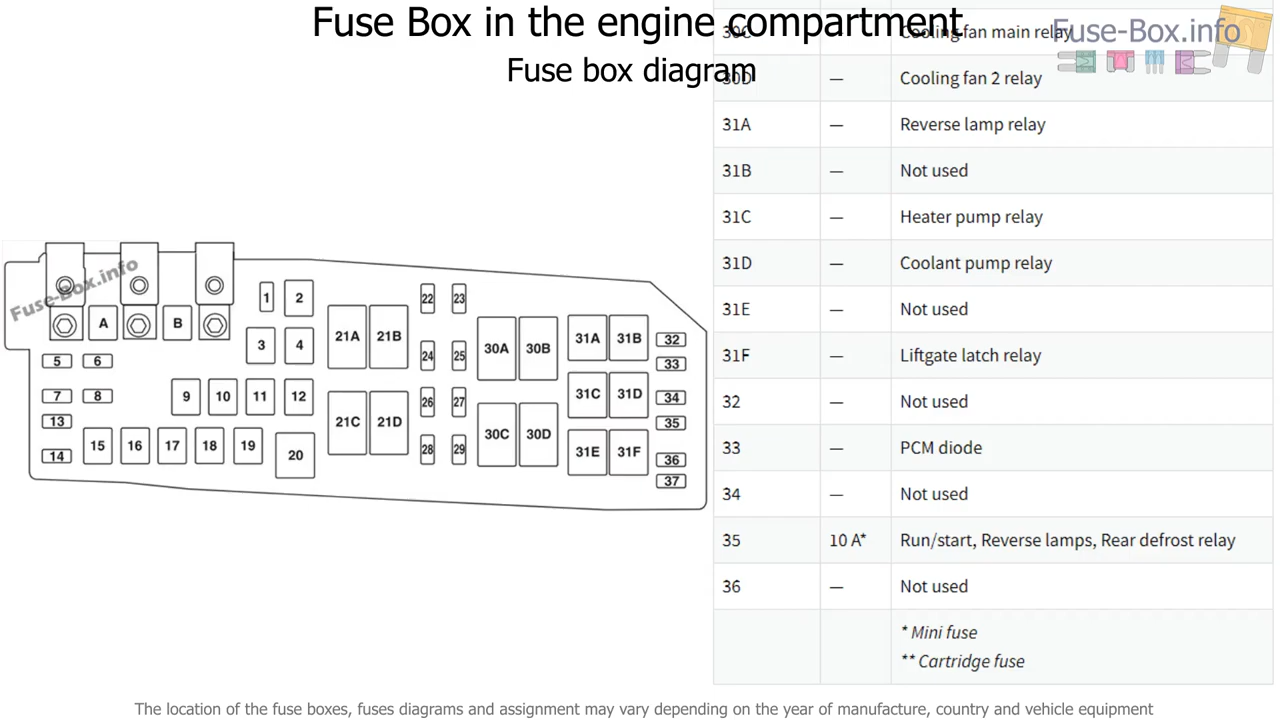 Fuse Box in the engine compartment
Fuse box diagram
Fuse-Box.info
30C Cooling fan main relay
30D — Cooling fan 2 relay
31A — Reverse lamp relay
31B — Not used
31C — Heater pump relay
31D — Coolant pump relay
31E — Not used
31F — Liftgate latch relay
32 — Not used
33 — PCM diode
34 — Not used
35 10 A* Run/start, Reverse lamps, Rear defrost relay
36 — Not used
* Mini fuse
** Cartridge fuse
Fuse-Box.info
A B
1 2
3 4
5 6
7 8
9 10 11 12
13
14
15 16 17 18 19
20
21A 21B
21C 21D
22 23
24 25
26 27
28 29
30A 30B
30C 30D
31A 31B
31C 31D
31E 31F
32
33
34
35
36
37
The location of the fuse boxes, fuses diagrams and assignment may vary depending on the year of manufacture, country and vehicle equipment